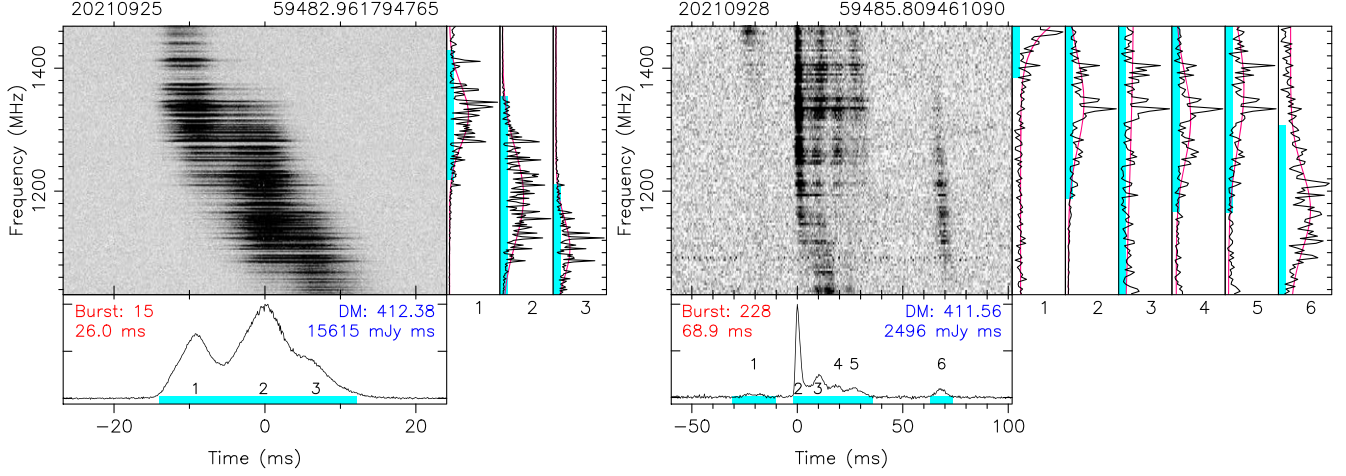 20210925 59482.961794765
1400
1200
Frequency (MHz)
1 2 3
Burst: 15 DM: 412.38
26.0 ms 15615 mJy ms
1 2 3
−20 0 20
Time (ms)
20210928 59485.809461090
1400
1200
Frequency (MHz)
1 2 3 4 5 6
Burst: 228 DM: 411.56
68.9 ms 2496 mJy ms
1 4 5 6
2 3
−50 0 50 100
Time (ms)